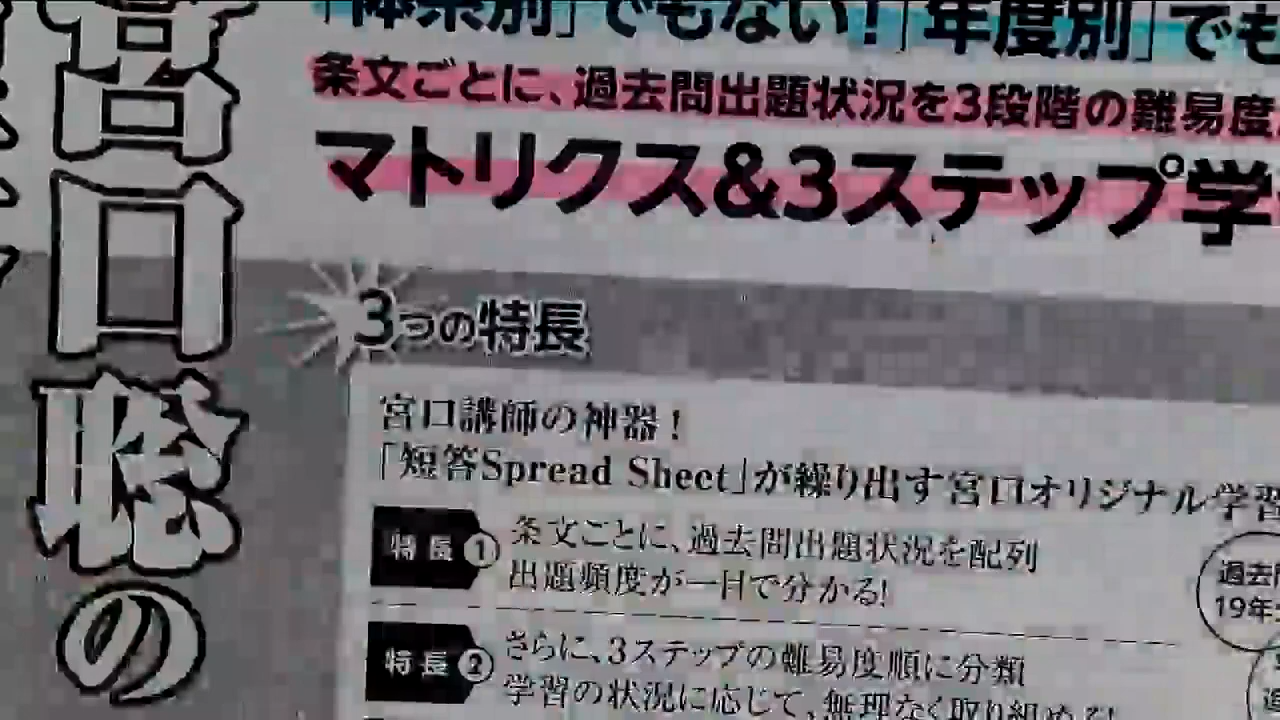 宮口聡の
「体系別」でもない!「年度別」でも
条文ごとに、過去問出題状況を3段階の難易度
マトリクス&3ステップ学
3つの特長
宮口講師の神器!
「短答Spread Sheet」が繰り出す宮口オリジナル学習
特長① 条文ごとに、過去問出題状況を配列
出題頻度が一目で分かる!
過去
19年
特長② さらに、3ステップの難易度順に分類
学習の状況に応じて、無理なく取り組める!